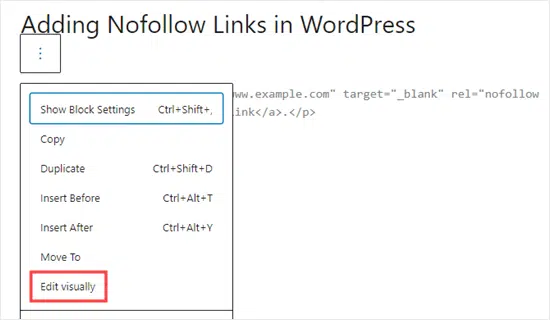 Adding Nofollow Links in WordPress
www.example.com" target="_blank" rel="nofollow
ink</a>.</p>
Show Block Settings Ctrl+Shift+,
Copy
Duplicate Ctrl+Shift+D
Insert Before Ctrl+Alt+T
Insert After Ctrl+Alt+Y
Move To
Edit visually